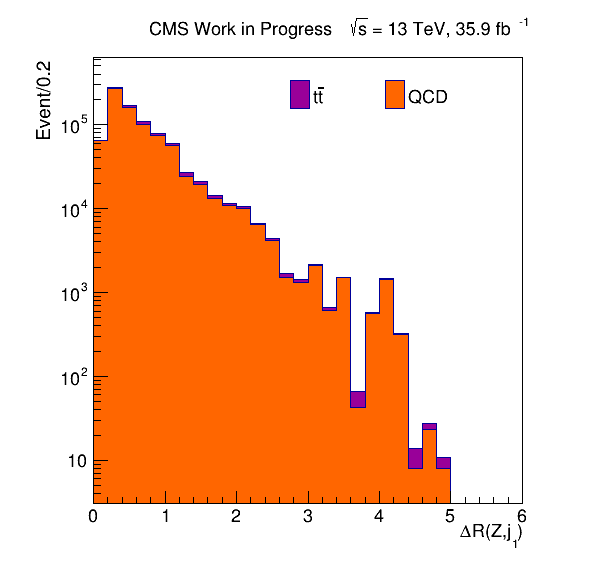 CMS Work in Progress √s = 13 TeV, 35.9 fb⁻¹
Event/0.2
tt̄ QCD
10⁵
10⁴
10³
10²
10
0 1 2 3 4 5 6
ΔR(Z,j₁)